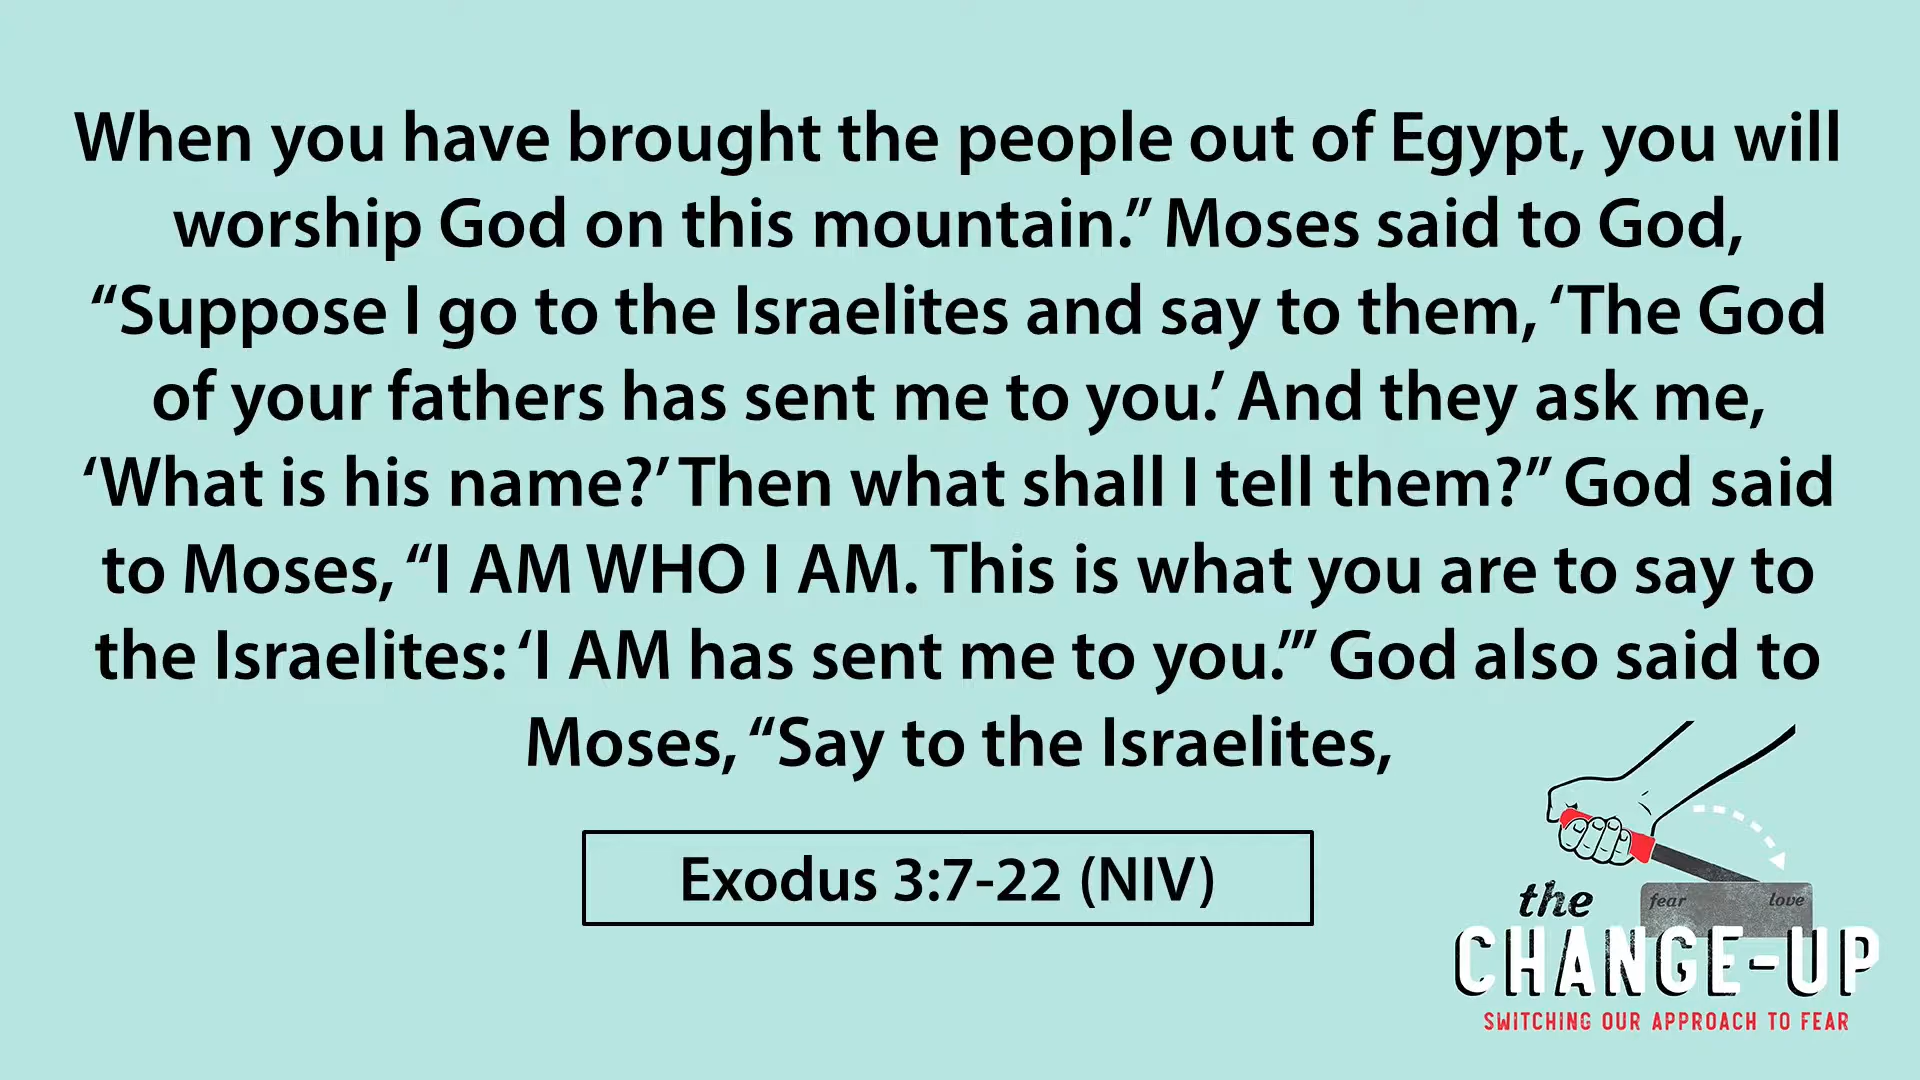 When you have brought the people out of Egypt, you will
worship God on this mountain.” Moses said to God,
“Suppose I go to the Israelites and say to them, ‘The God
of your fathers has sent me to you.’ And they ask me,
‘What is his name?’ Then what shall I tell them?” God said
to Moses, “I AM WHO I AM. This is what you are to say to
the Israelites: ‘I AM has sent me to you.’” God also said to
Moses, “Say to the Israelites,
Exodus 3:7-22 (NIV)
fear love
the
CHANGE-UP
SWITCHING OUR APPROACH TO FEAR